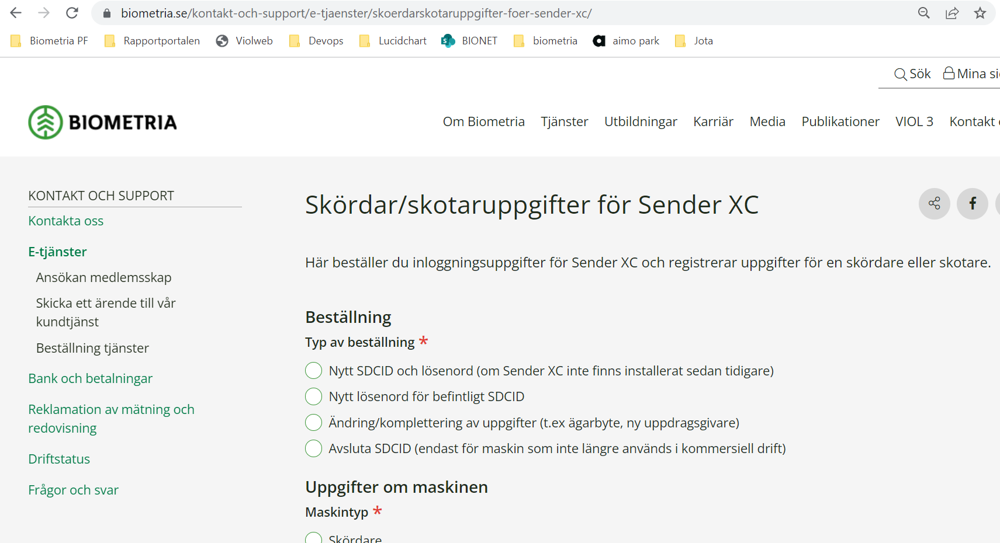 biometria.se/kontakt-och-support/e-tjaenster/skoerdarskotaruppgifter-foer-sender-xc/
Biometria PF Rapportportalen Violweb Devops Lucidchart BIONET biometria aimo park Jota
Sök Mina
BIOMETRIA
Om Biometria Tjänster Utbildningar Karriär Media Publikationer VIOL 3 Kontakt
KONTAKT OCH SUPPORT
Kontakta oss
E-tjänster
Ansökan medlemsskap
Skicka ett ärende till vår
kundtjänst
Beställning tjänster
Bank och betalningar
Reklamation av mätning och
redovisning
Driftstatus
Frågor och svar
Skördar/skotaruppgifter för Sender XC
Här beställer du inloggningsuppgifter för Sender XC och registrerar uppgifter för en skördare eller skotare.
Beställning
Typ av beställning *
Nytt SDCID och lösenord (om Sender XC inte finns installerat sedan tidigare)
Nytt lösenord för befintligt SDCID
Ändring/komplettering av uppgifter (t.ex ägarbyte, ny uppdragsgivare)
Avsluta SDCID (endast för maskin som inte längre används i kommersiell drift)
Uppgifter om maskinen
Maskintyp *
Skördare